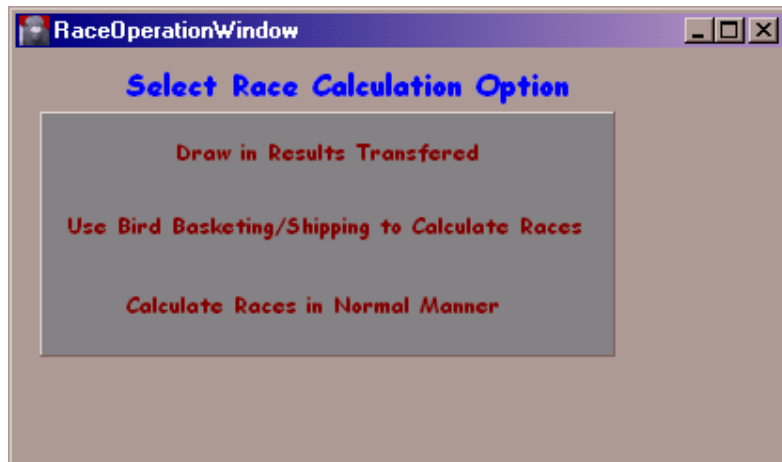 RaceOperationWindow
Select Race Calculation Option
Draw in Results Transfered
Use Bird Basketing/Shipping to Calculate Races
Calculate Races in Normal Manner